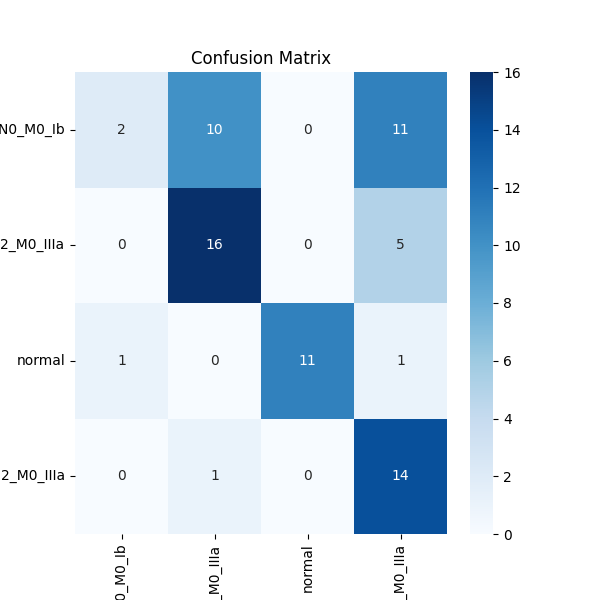 Confusion Matrix
N0_M0_Ib 2 10 0 11
2_M0_IIIa 0 16 0 5
normal 1 0 11 1
2_M0_IIIa 0 1 0 14
0_M0_Ib
_M0_IIIa
normal
_M0_IIIa
16
14
12
10
8
6
4
2
0